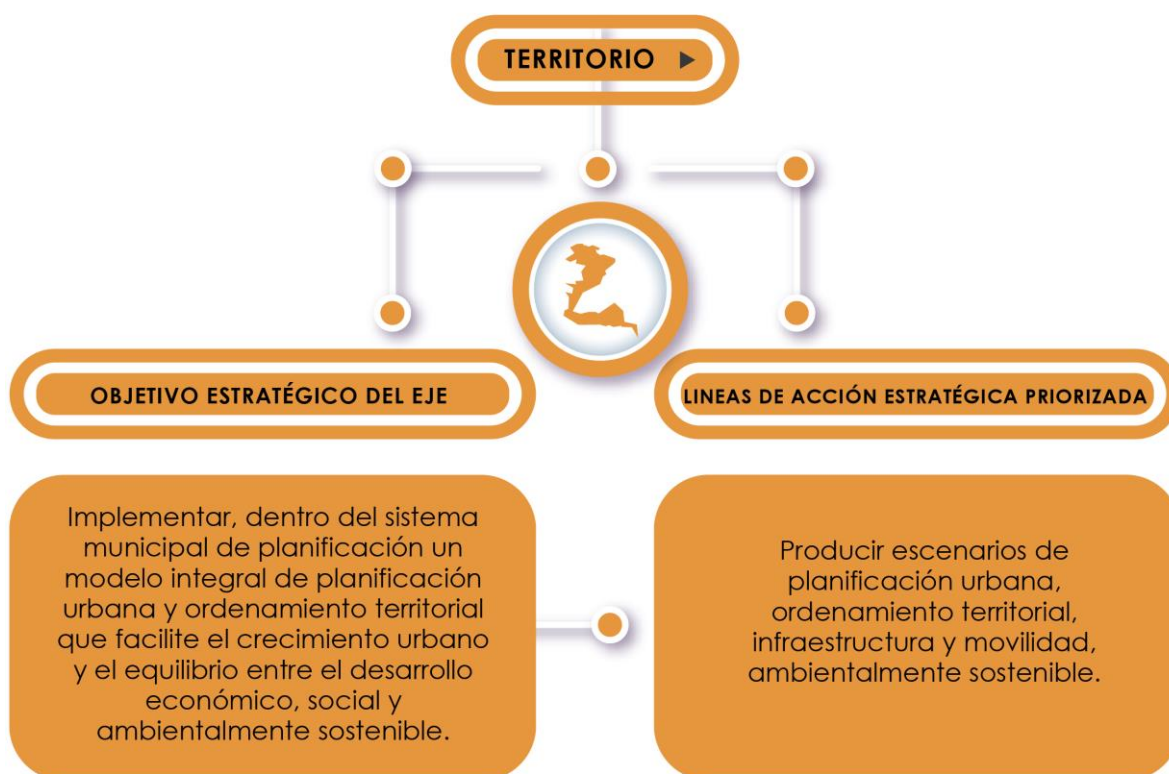 TERRITORIO
OBJETIVO ESTRATÉGICO DEL EJE
LINEAS DE ACCIÓN ESTRATÉGICA PRIORIZADA
Implementar, dentro del sistema
municipal de planificación un
modelo integral de planificación
urbana y ordenamiento territorial
que facilite el crecimiento urbano
y el equilibrio entre el desarrollo
económico, social y
ambientalmente sostenible.
Producir escenarios de
planificación urbana,
ordenamiento territorial,
infraestructura y movilidad,
ambientalmente sostenible.